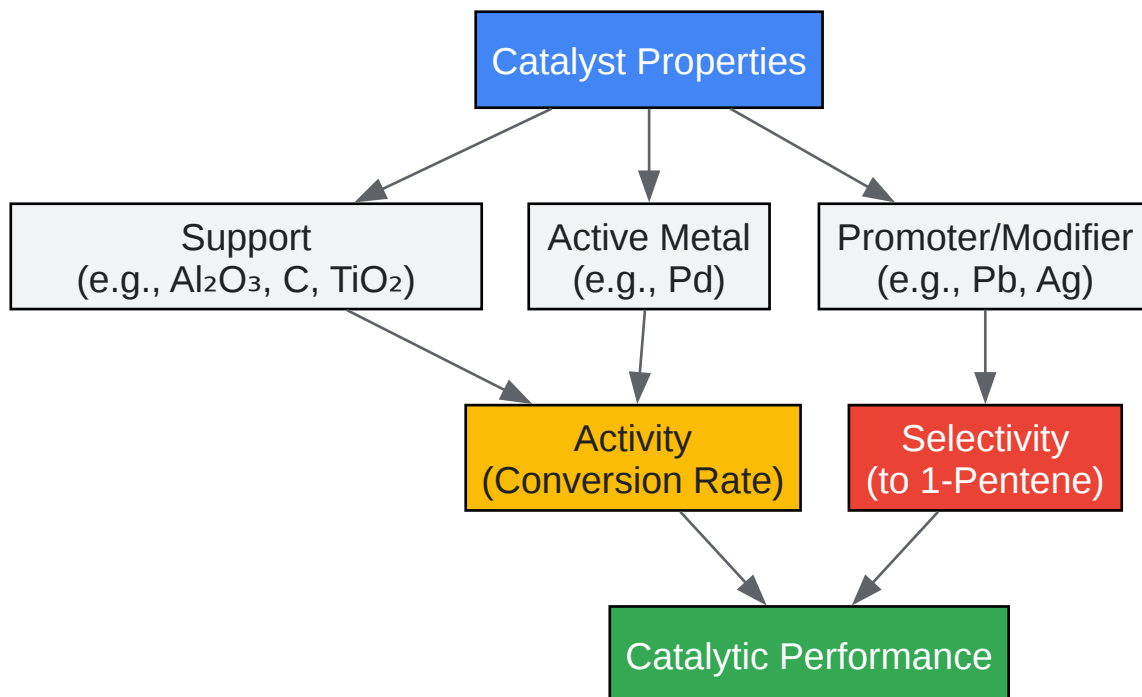 Catalyst Properties
Support
(e.g., Al₂O₃, C, TiO₂)
Active Metal
(e.g., Pd)
Promoter/Modifier
(e.g., Pb, Ag)
Activity
(Conversion Rate)
Selectivity
(to 1-Pentene)
Catalytic Performance